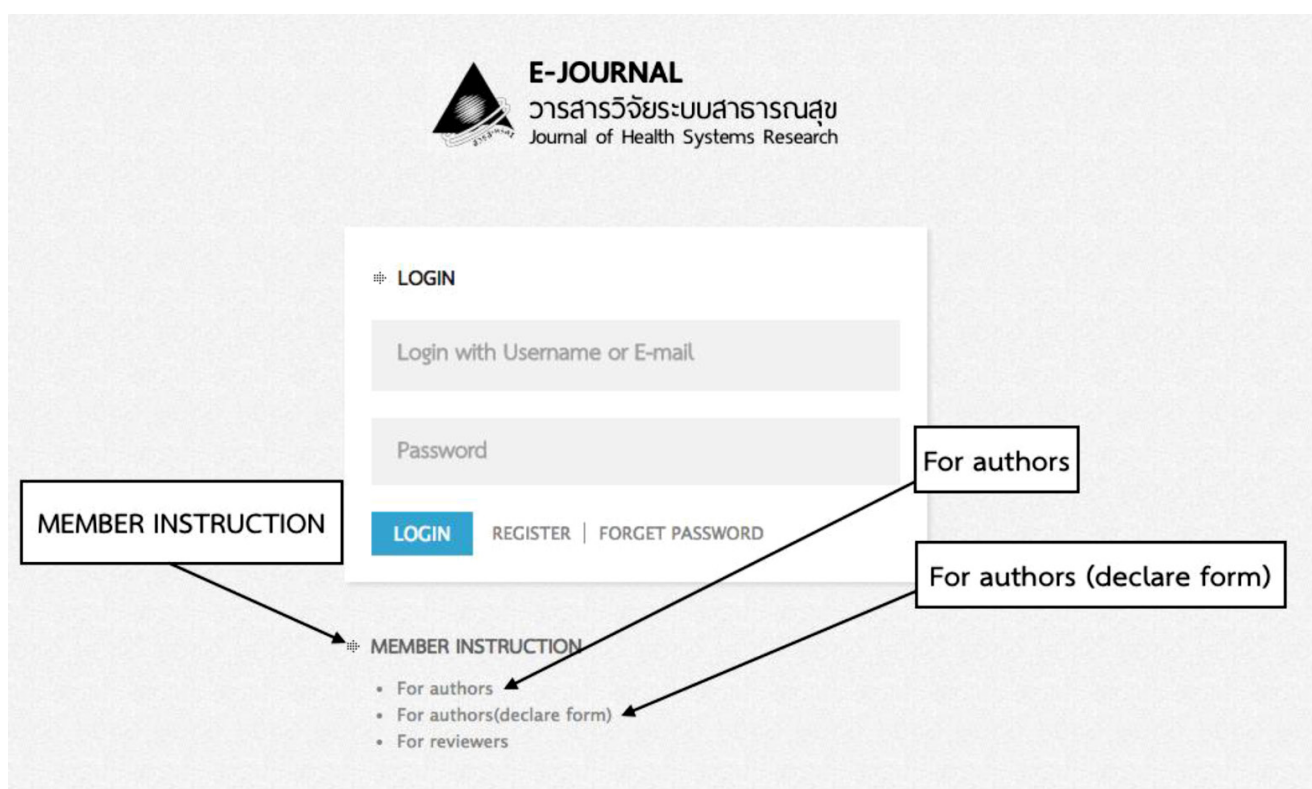 E-JOURNAL
วารสารวิจัยระบบสาธารณสุข
Journal of Health Systems Research
LOGIN
Login with Username or E-mail
Password
For authors
MEMBER INSTRUCTION
LOGIN REGISTER | FORGET PASSWORD
For authors (declare form)
MEMBER INSTRUCTION
• For authors
• For authors(declare form)
• For reviewers